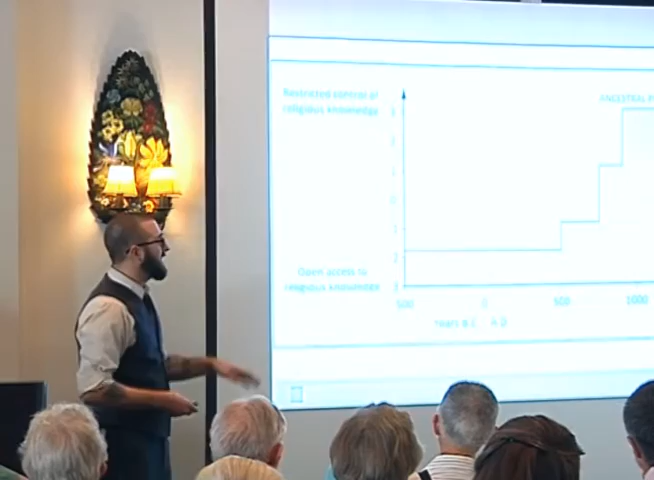 Restricted control of
religious knowledge
ANCESTRAL P
Open access to
religious knowledge
500 0 500 1000
Years B.C. A.D.